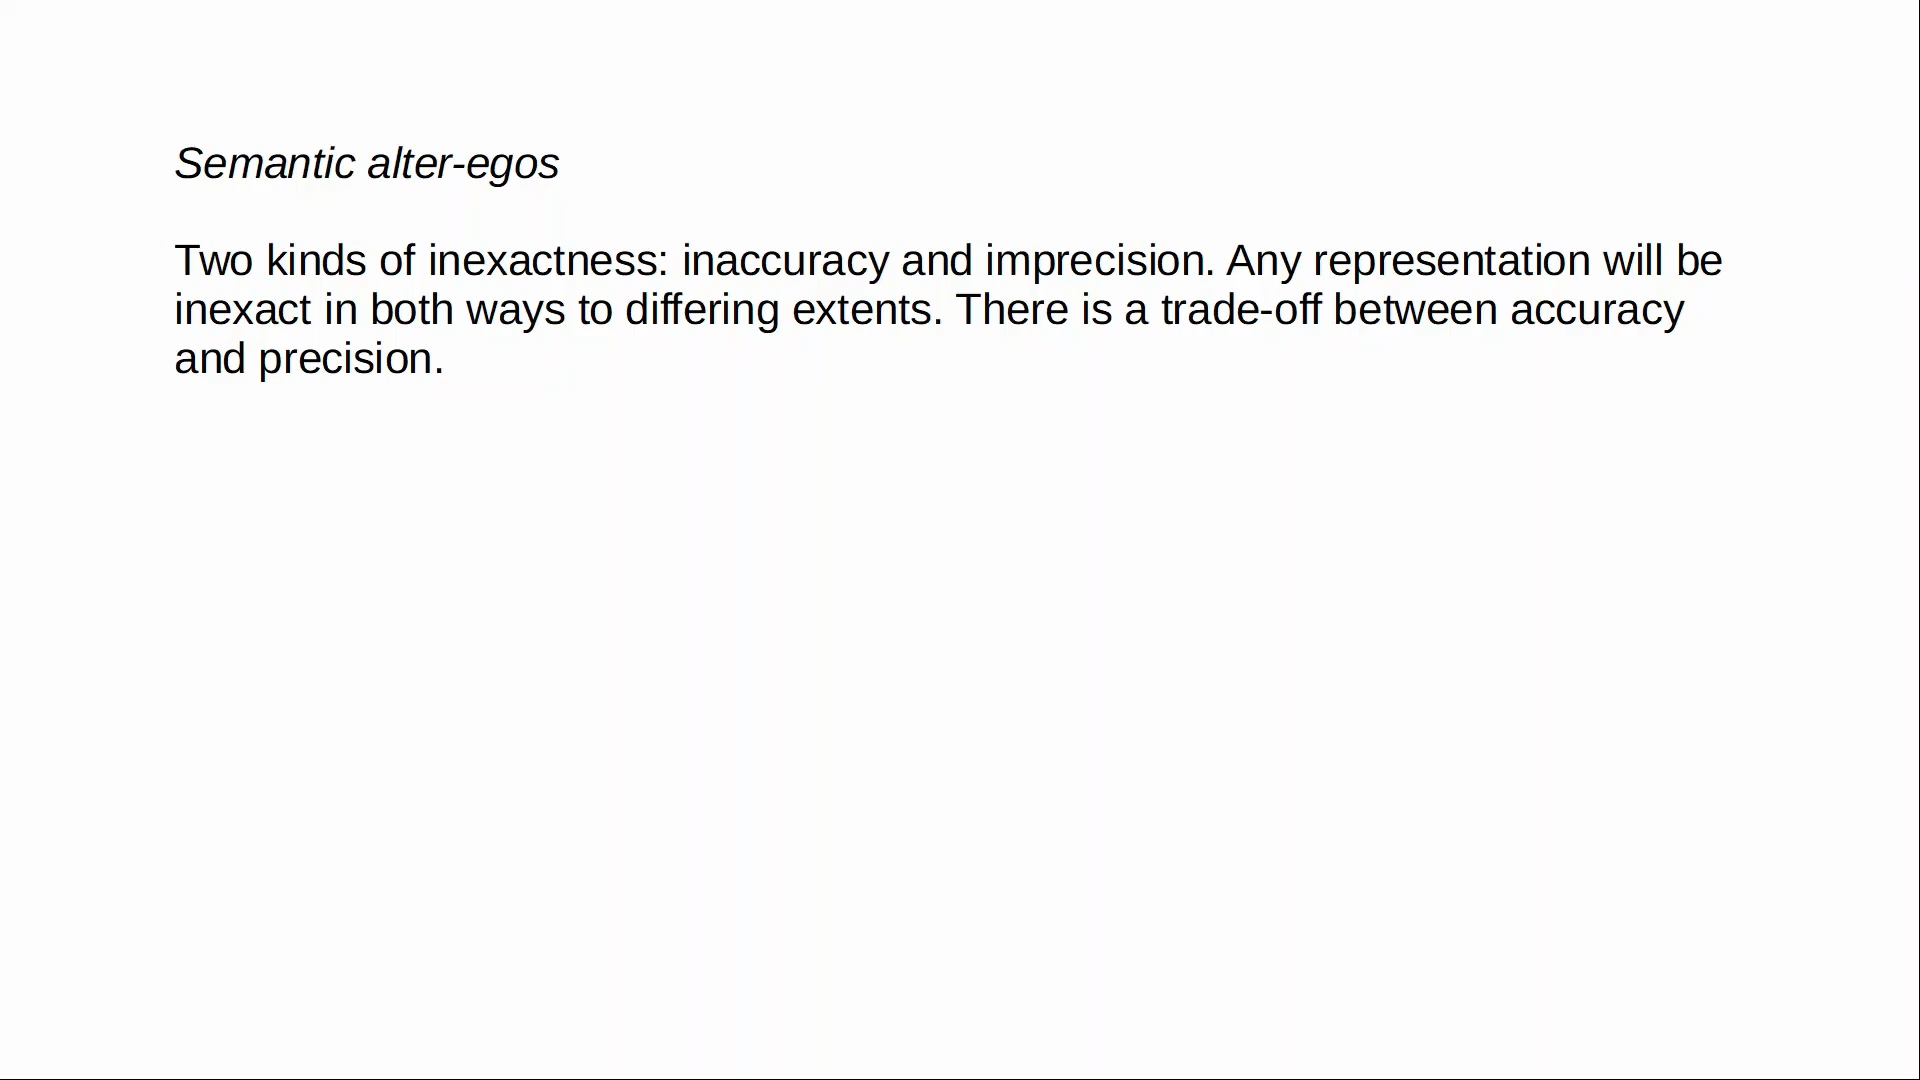 Semantic alter-egos
Two kinds of inexactness: inaccuracy and imprecision. Any representation will be
inexact in both ways to differing extents. There is a trade-off between accuracy
and precision.